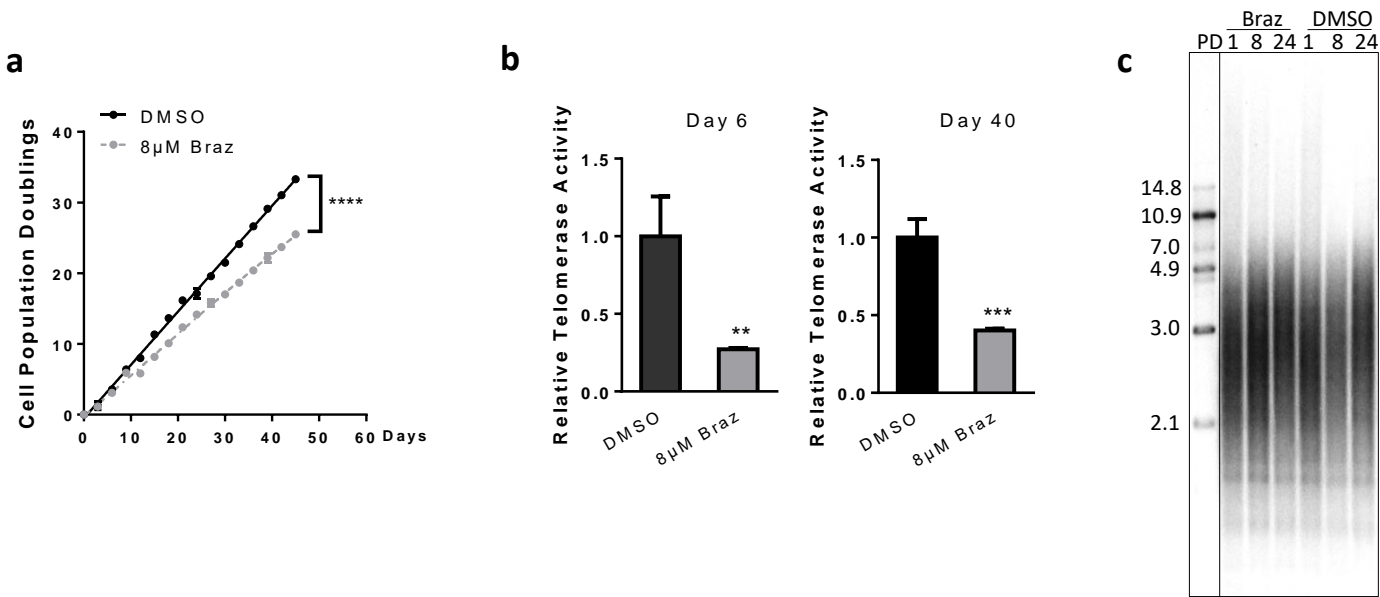 a
DMSO
8µM Braz
Cell Population Doublings
40
30
20
10
0
0 10 20 30 40 50 60 Days
****
b
Relative Telomerase Activity
Day 6
1.5
1.0
0.5
0.0
**
DMSO
8µM Braz
Relative Telomerase Activity
Day 40
1.5
1.0
0.5
0.0
***
DMSO
8µM Braz
c
Braz DMSO
PD 1 8 24 1 8 24
14.8
10.9
7.0
4.9
3.0
2.1